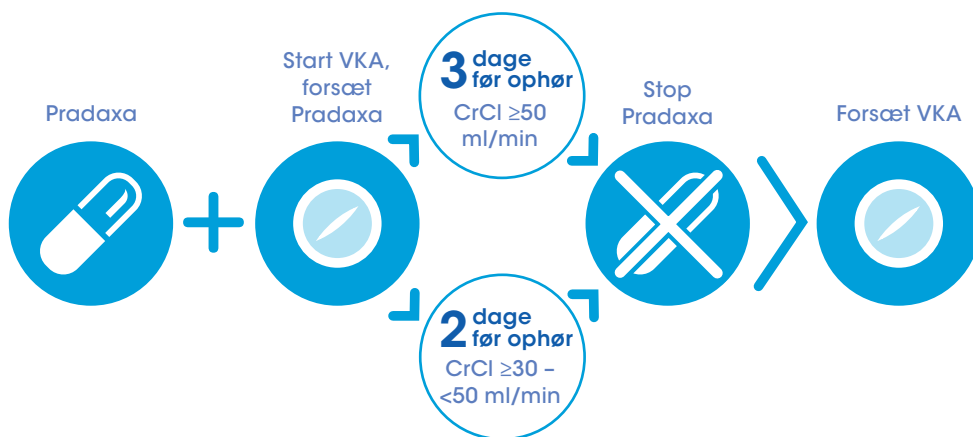 Pradaxa
Start VKA,
forsæt
Pradaxa
3 dage
før ophør
CrCl ≥50
ml/min
2 dage
før ophør
CrCl ≥30 –
<50 ml/min
Stop
Pradaxa
Forsæt VKA